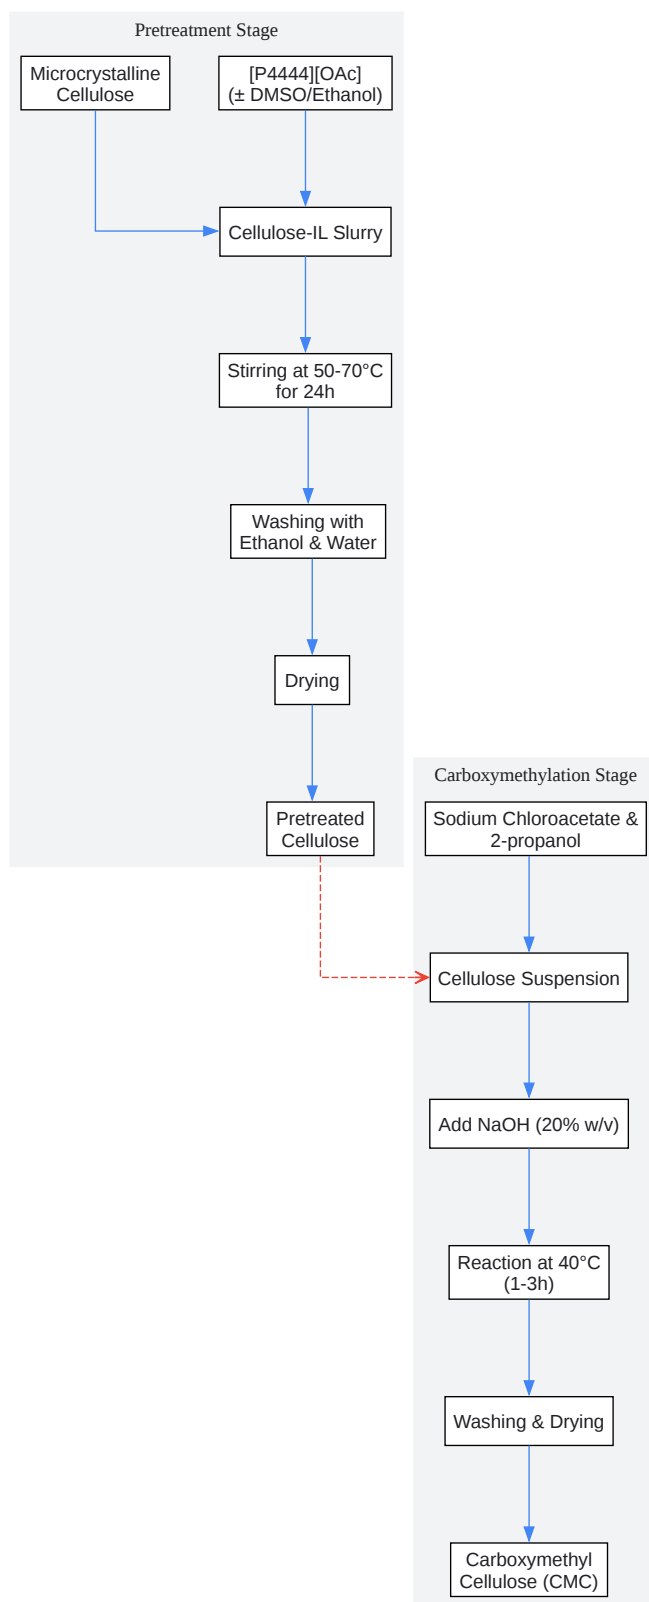 Pretreatment Stage
Microcrystalline
Cellulose
[P4444][OAc]
(± DMSO/Ethanol)
Cellulose-IL Slurry
Stirring at 50-70°C
for 24h
Washing with
Ethanol & Water
Drying
Pretreated
Cellulose
Carboxymethylation Stage
Sodium Chloroacetate &
2-propanol
Cellulose Suspension
Add NaOH (20% w/v)
Reaction at 40°C
(1-3h)
Washing & Drying
Carboxymethyl
Cellulose (CMC)